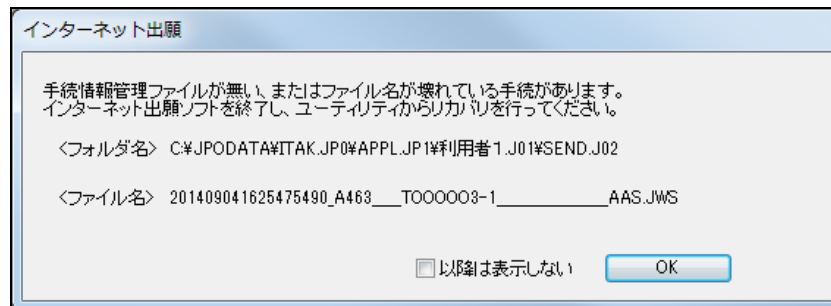 インターネット出願
手続情報管理ファイルが無い、またはファイル名が壊れている手続があります。
インターネット出願ソフトを終了し、ユーティリティからリカバリを行ってください。
<フォルダ名> C:¥JPODATA¥ITAK.JP0¥APPL.JP1¥利用者1.J01¥SEND.J02
<ファイル名> 201409041625475490_A463___TOOOOO3-1____________AAS.JWS
以降は表示しない OK